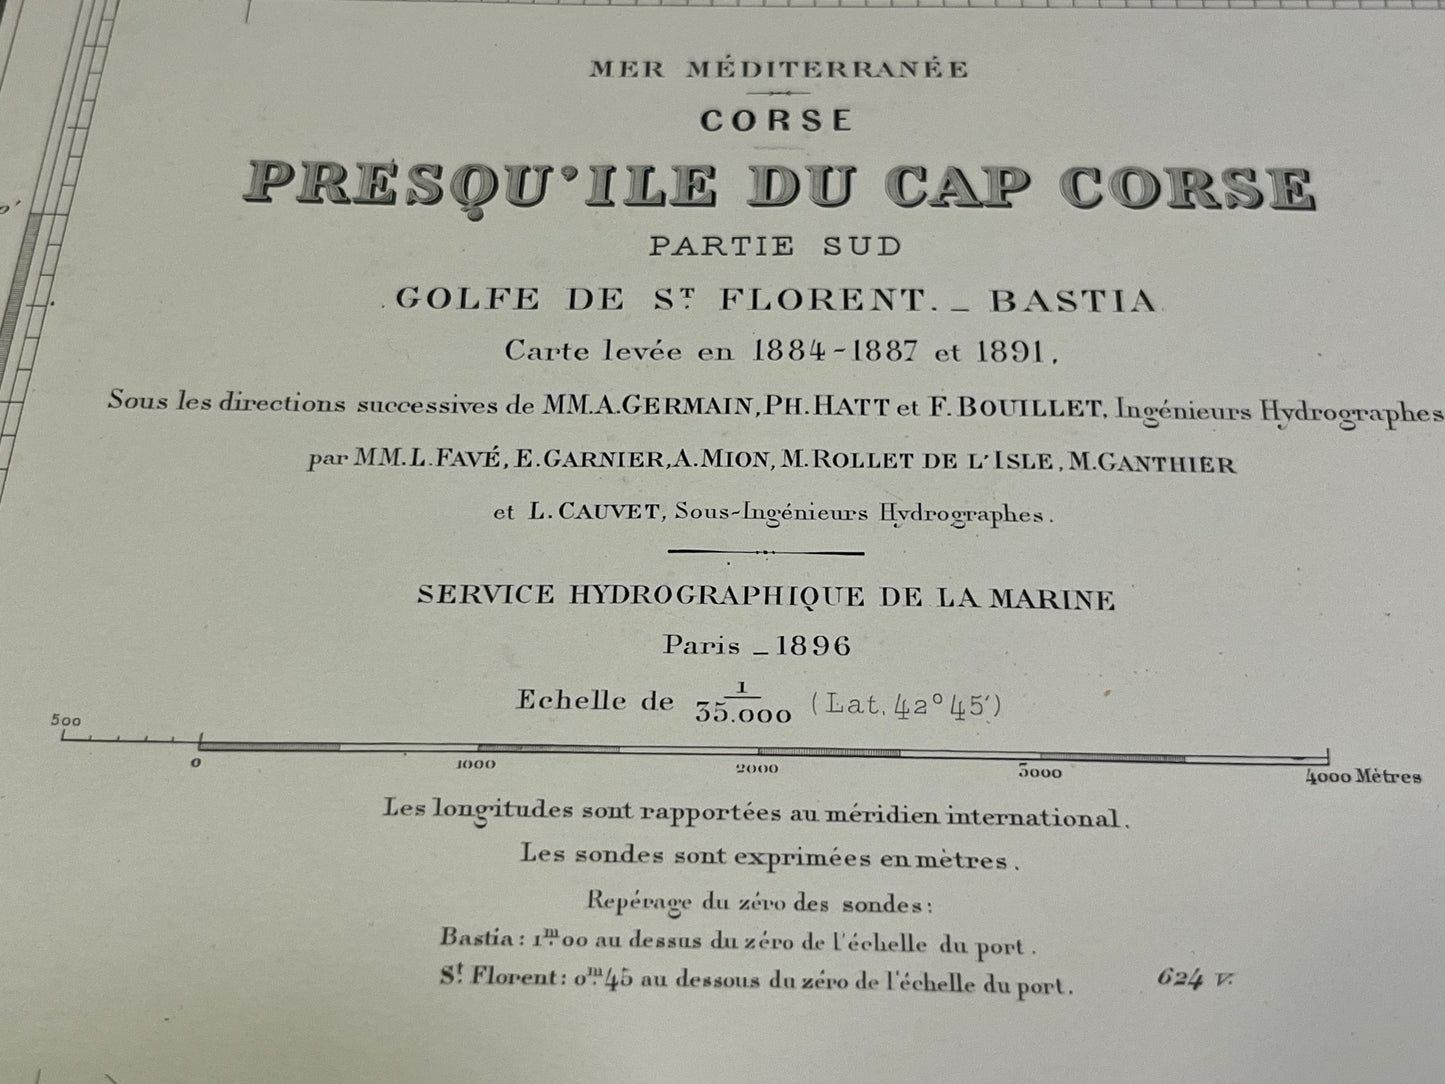 MER MÉDITERRANÉE
CORSE
PRESQU'ILE DU CAP CORSE
PARTIE SUD
GOLFE DE ST FLORENT. _ BASTIA
Carte levée en 1884-1887 et 1891.
Sous les directions successives de MM.A.GERMAIN, PH.HATT et F.BOUILLET, Ingénieurs Hydrographes
par MM.L.FAVÉ, E.GARNIER, A.MION, M.ROLLET DE L'ISLE, M.GANTHIER
et L.CAUVET, Sous-Ingénieurs Hydrographes.
SERVICE HYDROGRAPHIQUE DE LA MARINE
Paris _ 1896
Echelle de 1/35.000 (Lat. 42° 45')
500
0 1000 2000 3000 4000 Mètres
Les longitudes sont rapportées au méridien international.
Les sondes sont exprimées en mètres.
Repérage du zéro des sondes:
Bastia: 1m.00 au dessus du zéro de l'échelle du port.
St Florent: 0m.45 au dessous du zéro de l'échelle du port.
624 V.